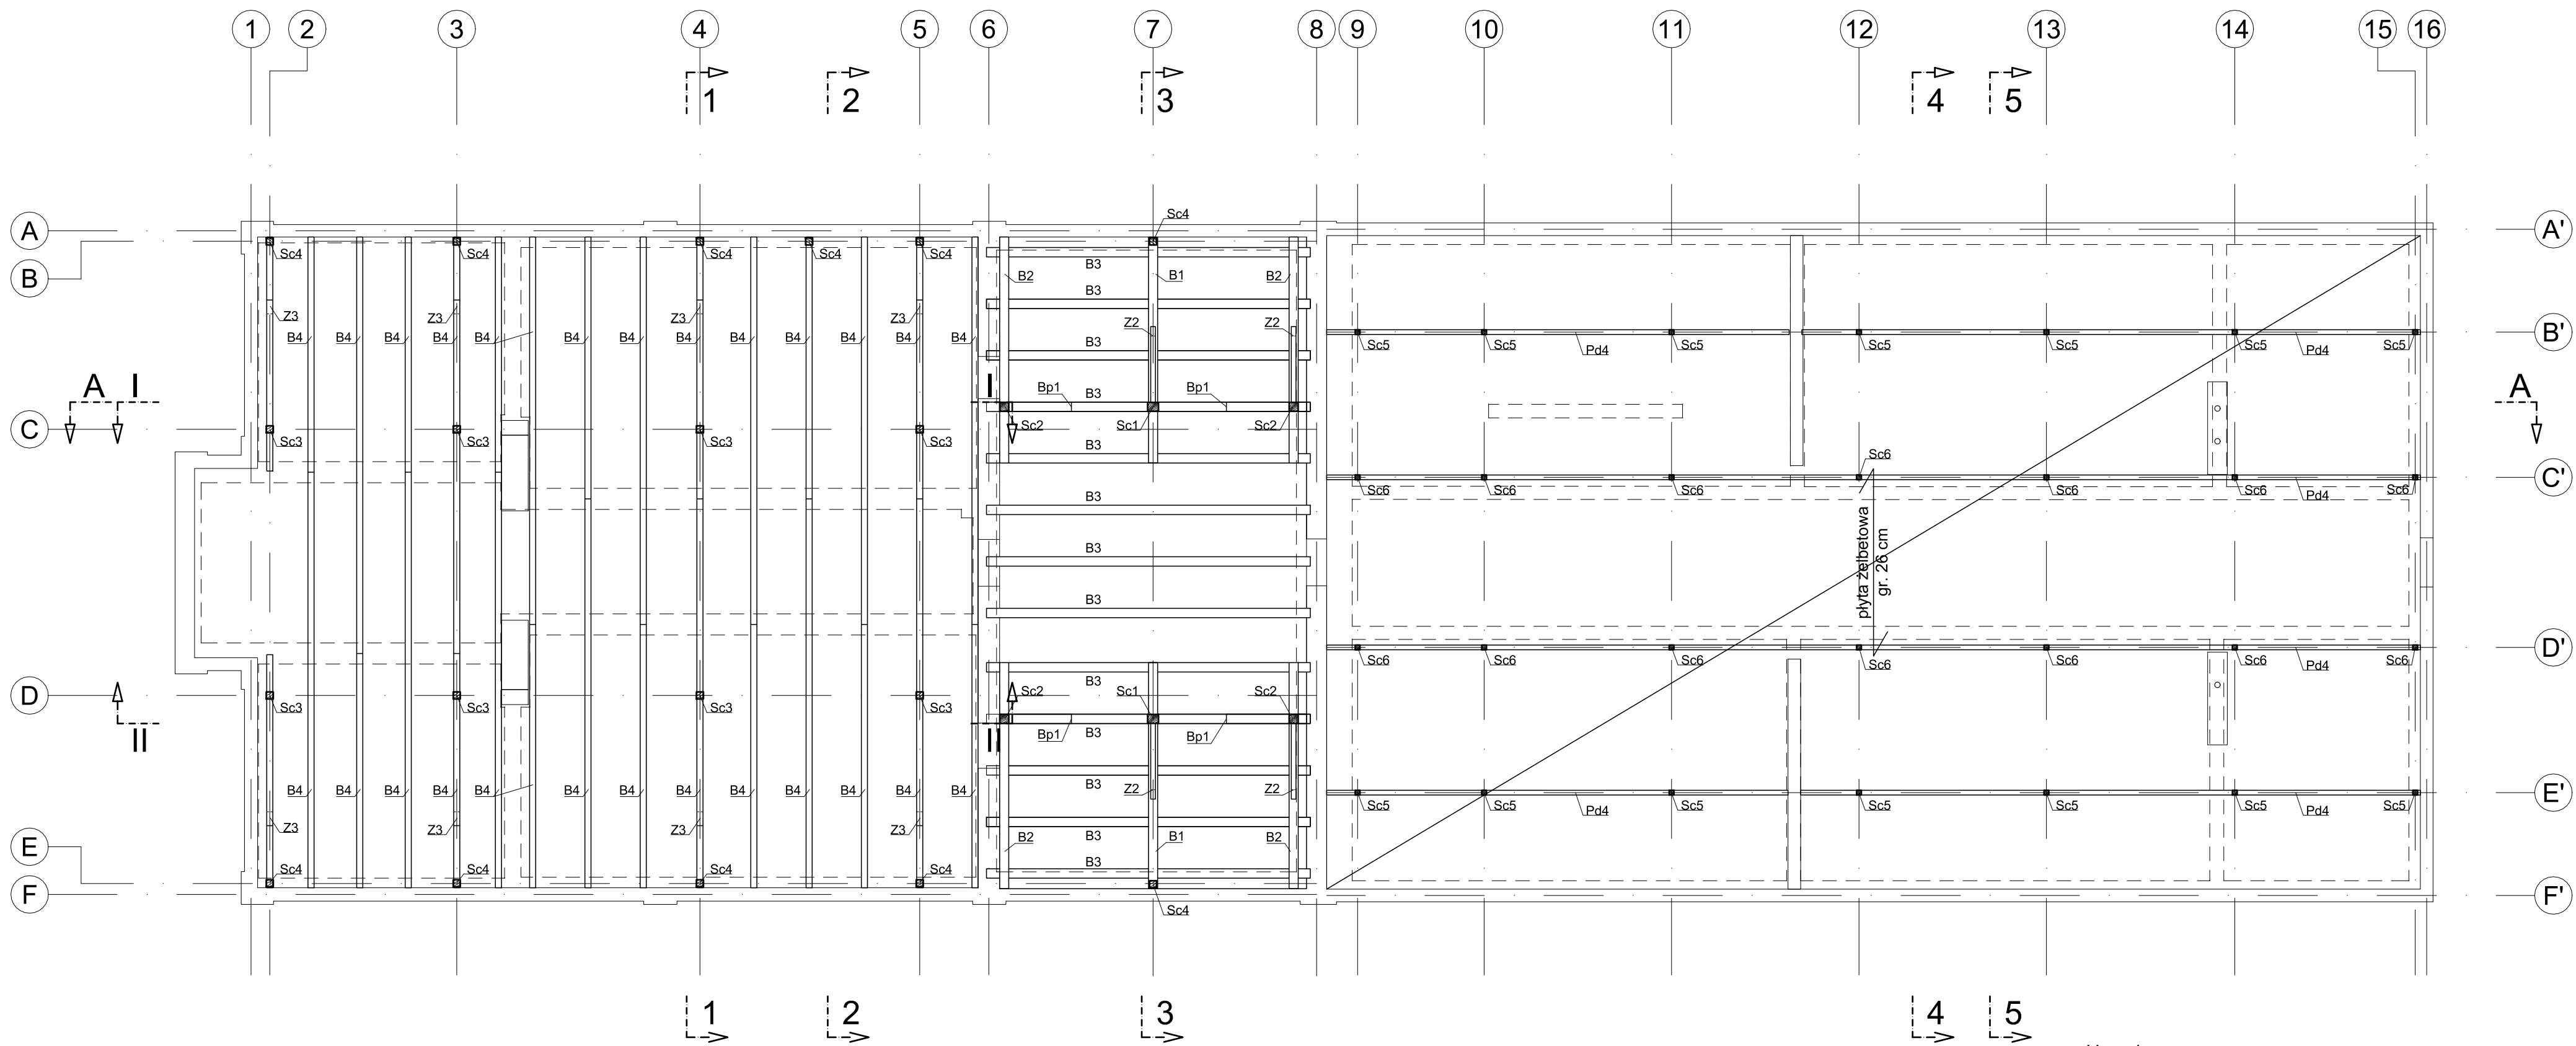 1 2 3 4 5 6 7 8 9 10 11 12 13 14 15 16
1 2 3 4 5
Sc4
A A'
Sc4 Sc4 Sc4 Sc4 Sc4
B3
B B2 B1 B2
B3
Z3 Z3 Z3 Z3
Z2 Z2
B4 B4 B4 B4 B4 B4 B4 B4 B4 B4 B4 B4 B3
B'
Sc5 Sc5 Sc5 Sc5 Sc5 Sc5 Sc5
Pd4 Pd4
A I I A
Bp1 B3 Bp1
Sc2 Sc1 Sc2
C
Sc3 Sc3 Sc3 Sc3
Sc6
C'
Sc6 Sc6 Sc6 Sc6 Sc6 Sc6
Pd4
B3
płyta żelbetowa
gr. 26 cm
B3
B3
D'
Sc6 Sc6 Sc6 Sc6 Sc6 Sc6 Sc6
Pd4
B3
Sc2 Sc1 Sc2
D
Sc3 Sc3 Sc3 Sc3
II II
Bp1 B3 Bp1
B3
B4 B4 B4 B4 B4 B4 B4 B4 B4 B4 B4 B4 Z2 Z2
E'
Sc5 Sc5 Sc5 Sc5 Sc5 Sc5 Sc5
Pd4 Pd4
Z3 Z3 Z3 Z3
B2 B3 B1 B2
E
B3
Sc4 Sc4 Sc4 Sc4
F F'
Sc4
1 2 3 4 5